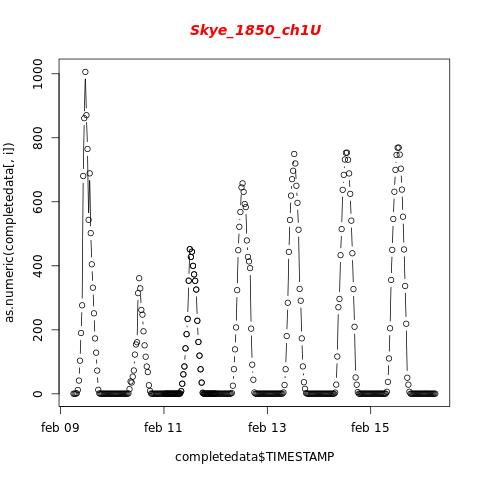 Skye_1850_ch1U
as.numeric(completedata[, i])
1000
800
600
400
200
0
feb 09
feb 11
feb 13
feb 15
completedata$TIMESTAMP